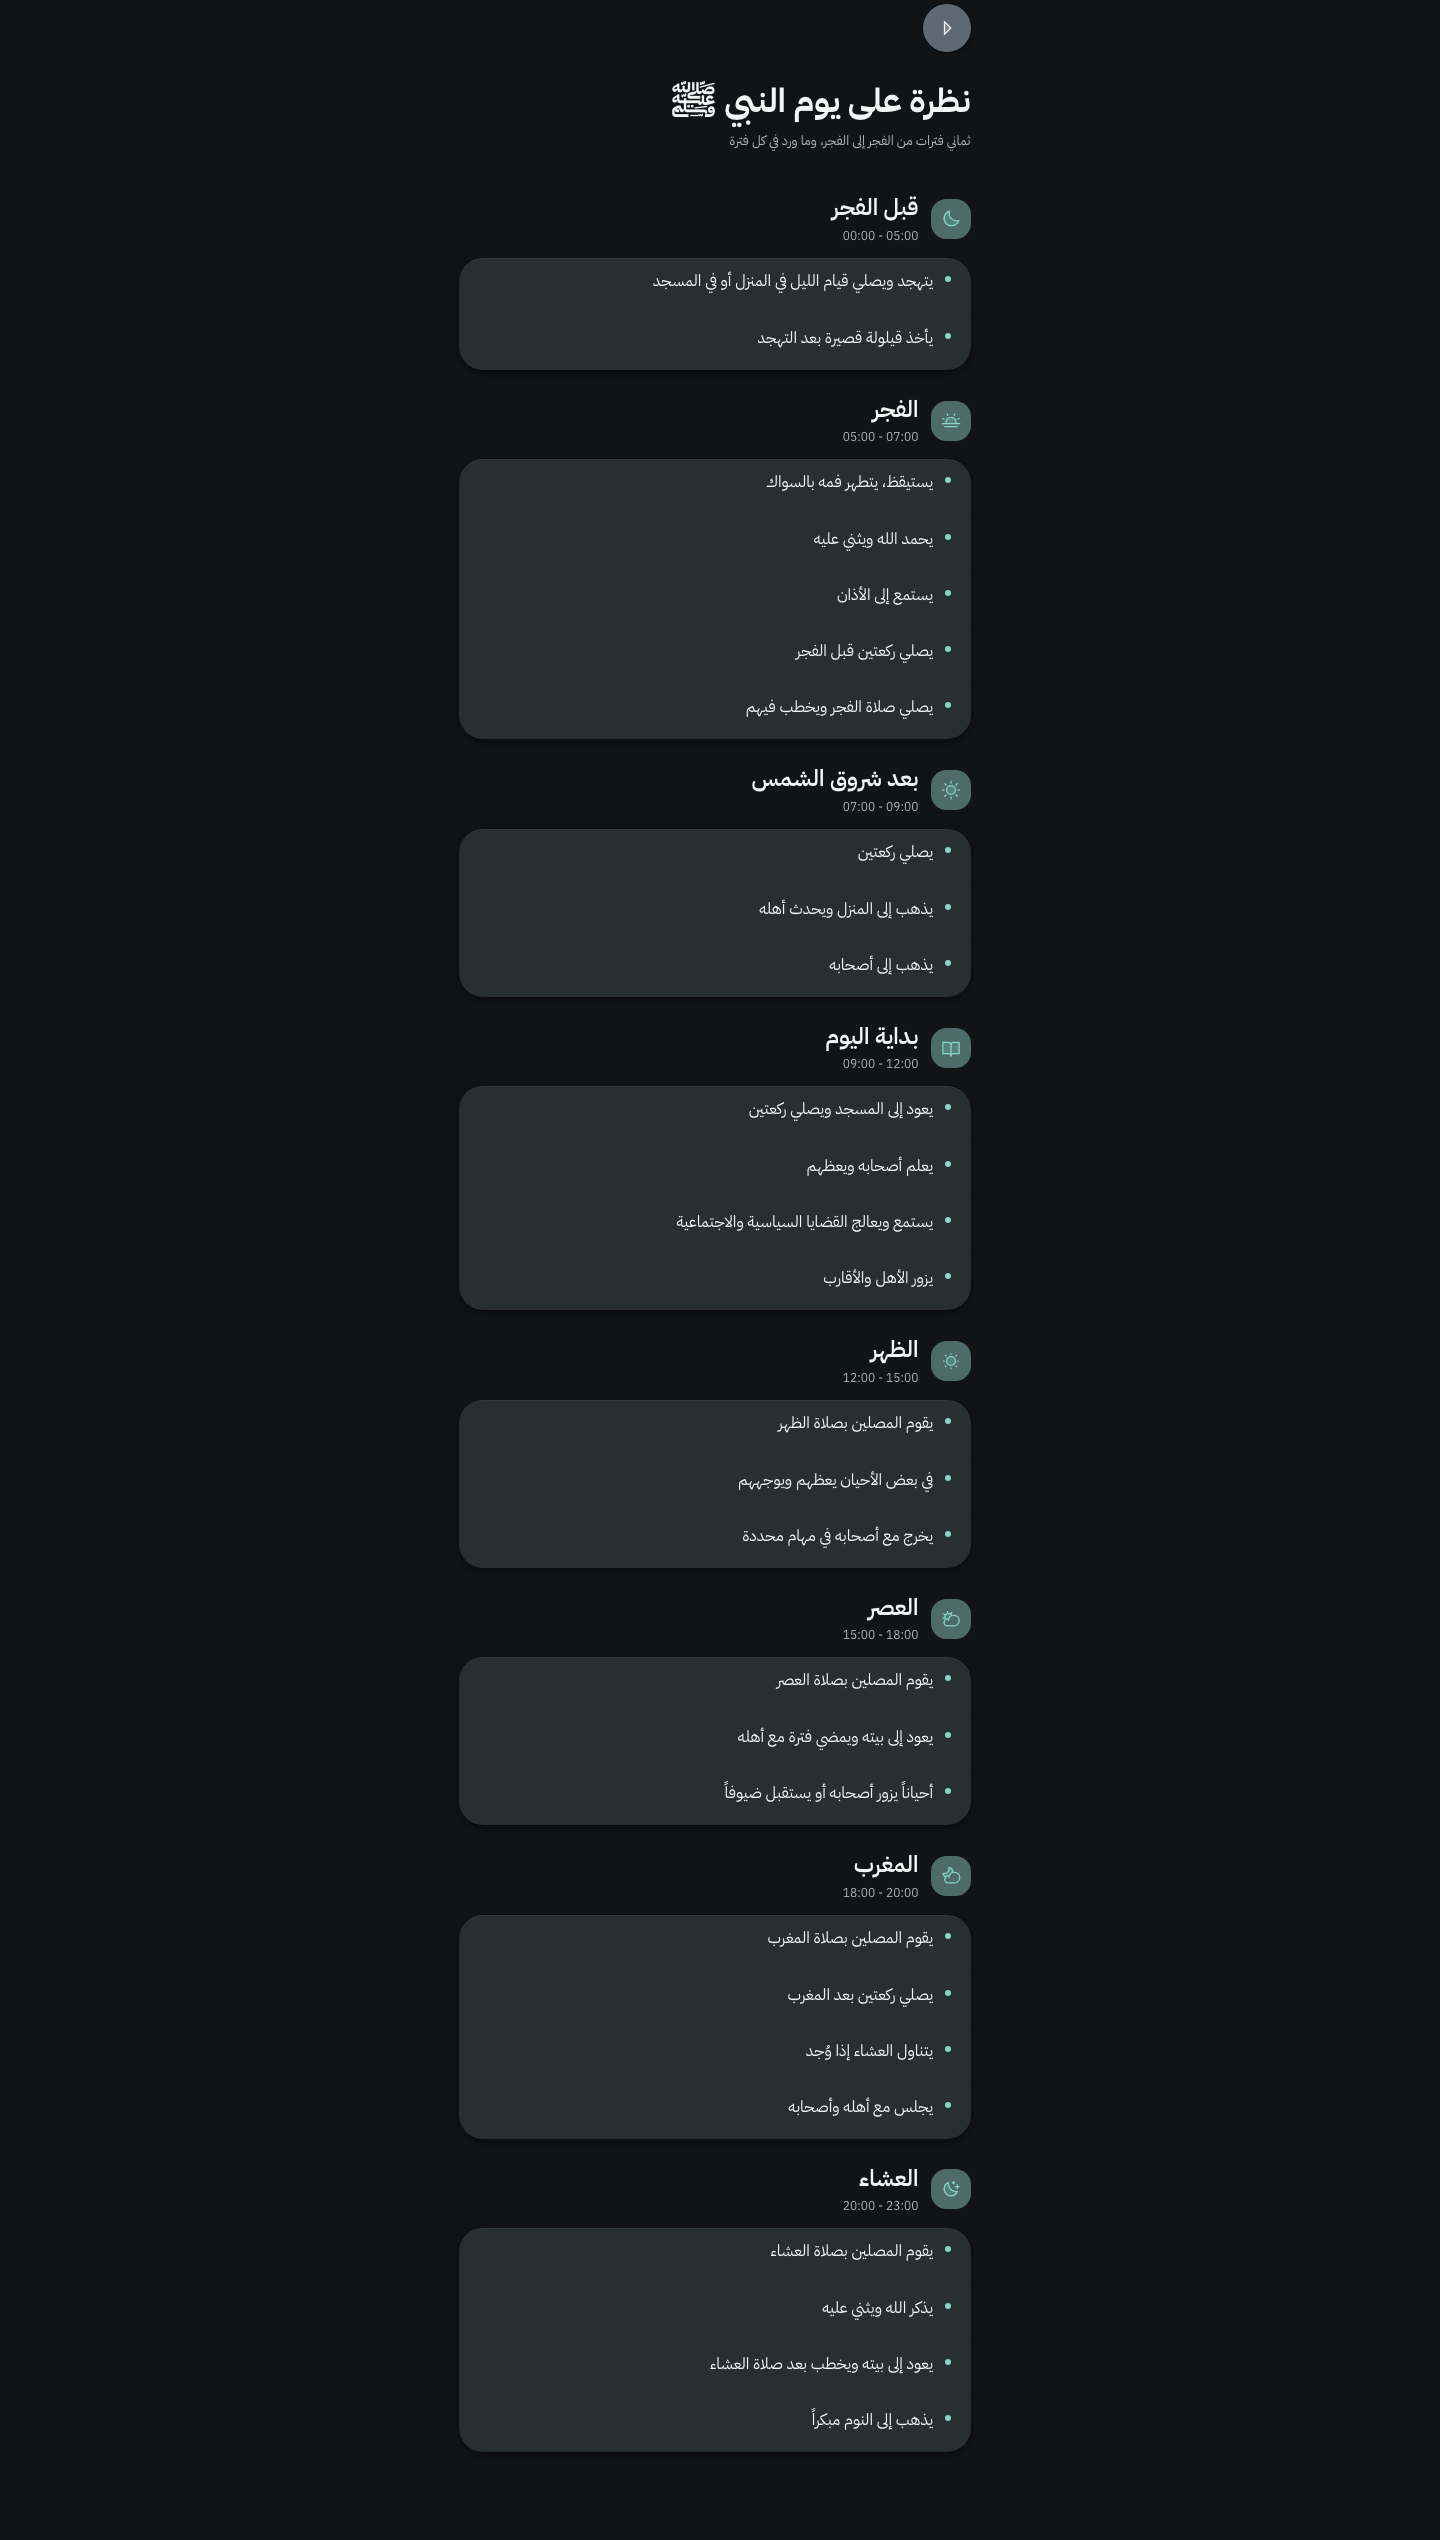 نظرة على يوم النبي ﷺ
ثماني فترات من الفجر إلى الفجر، وما ورد في كل فترة
قبل الفجر
00:00 - 05:00
يتهجد ويصلي قيام الليل في المنزل أو في المسجد
يأخذ قيلولة قصيرة بعد التهجد
الفجر
05:00 - 07:00
يستيقظ، يتطهر فمه بالسواك
يحمد الله ويثني عليه
يستمع إلى الأذان
يصلي ركعتين قبل الفجر
يصلي صلاة الفجر ويخطب فيهم
بعد شروق الشمس
07:00 - 09:00
يصلي ركعتين
يذهب إلى المنزل ويحدث أهله
يذهب إلى أصحابه
بداية اليوم
09:00 - 12:00
يعود إلى المسجد ويصلي ركعتين
يعلم أصحابه ويعظهم
يستمع ويعالج القضايا السياسية والاجتماعية
يزور الأهل والأقارب
الظهر
12:00 - 15:00
يقوم المصلين بصلاة الظهر
في بعض الأحيان يعظهم ويوجههم
يخرج مع أصحابه في مهام محددة
العصر
15:00 - 18:00
يقوم المصلين بصلاة العصر
يعود إلى بيته ويمضي فترة مع أهله
أحياناً يزور أصحابه أو يستقبل ضيوفاً
المغرب
18:00 - 20:00
يقوم المصلين بصلاة المغرب
يصلي ركعتين بعد المغرب
يتناول العشاء إذا وُجد
يجلس مع أهله وأصحابه
العشاء
20:00 - 23:00
يقوم المصلين بصلاة العشاء
يذكر الله ويثني عليه
يعود إلى بيته ويخطب بعد صلاة العشاء
يذهب إلى النوم مبكراً